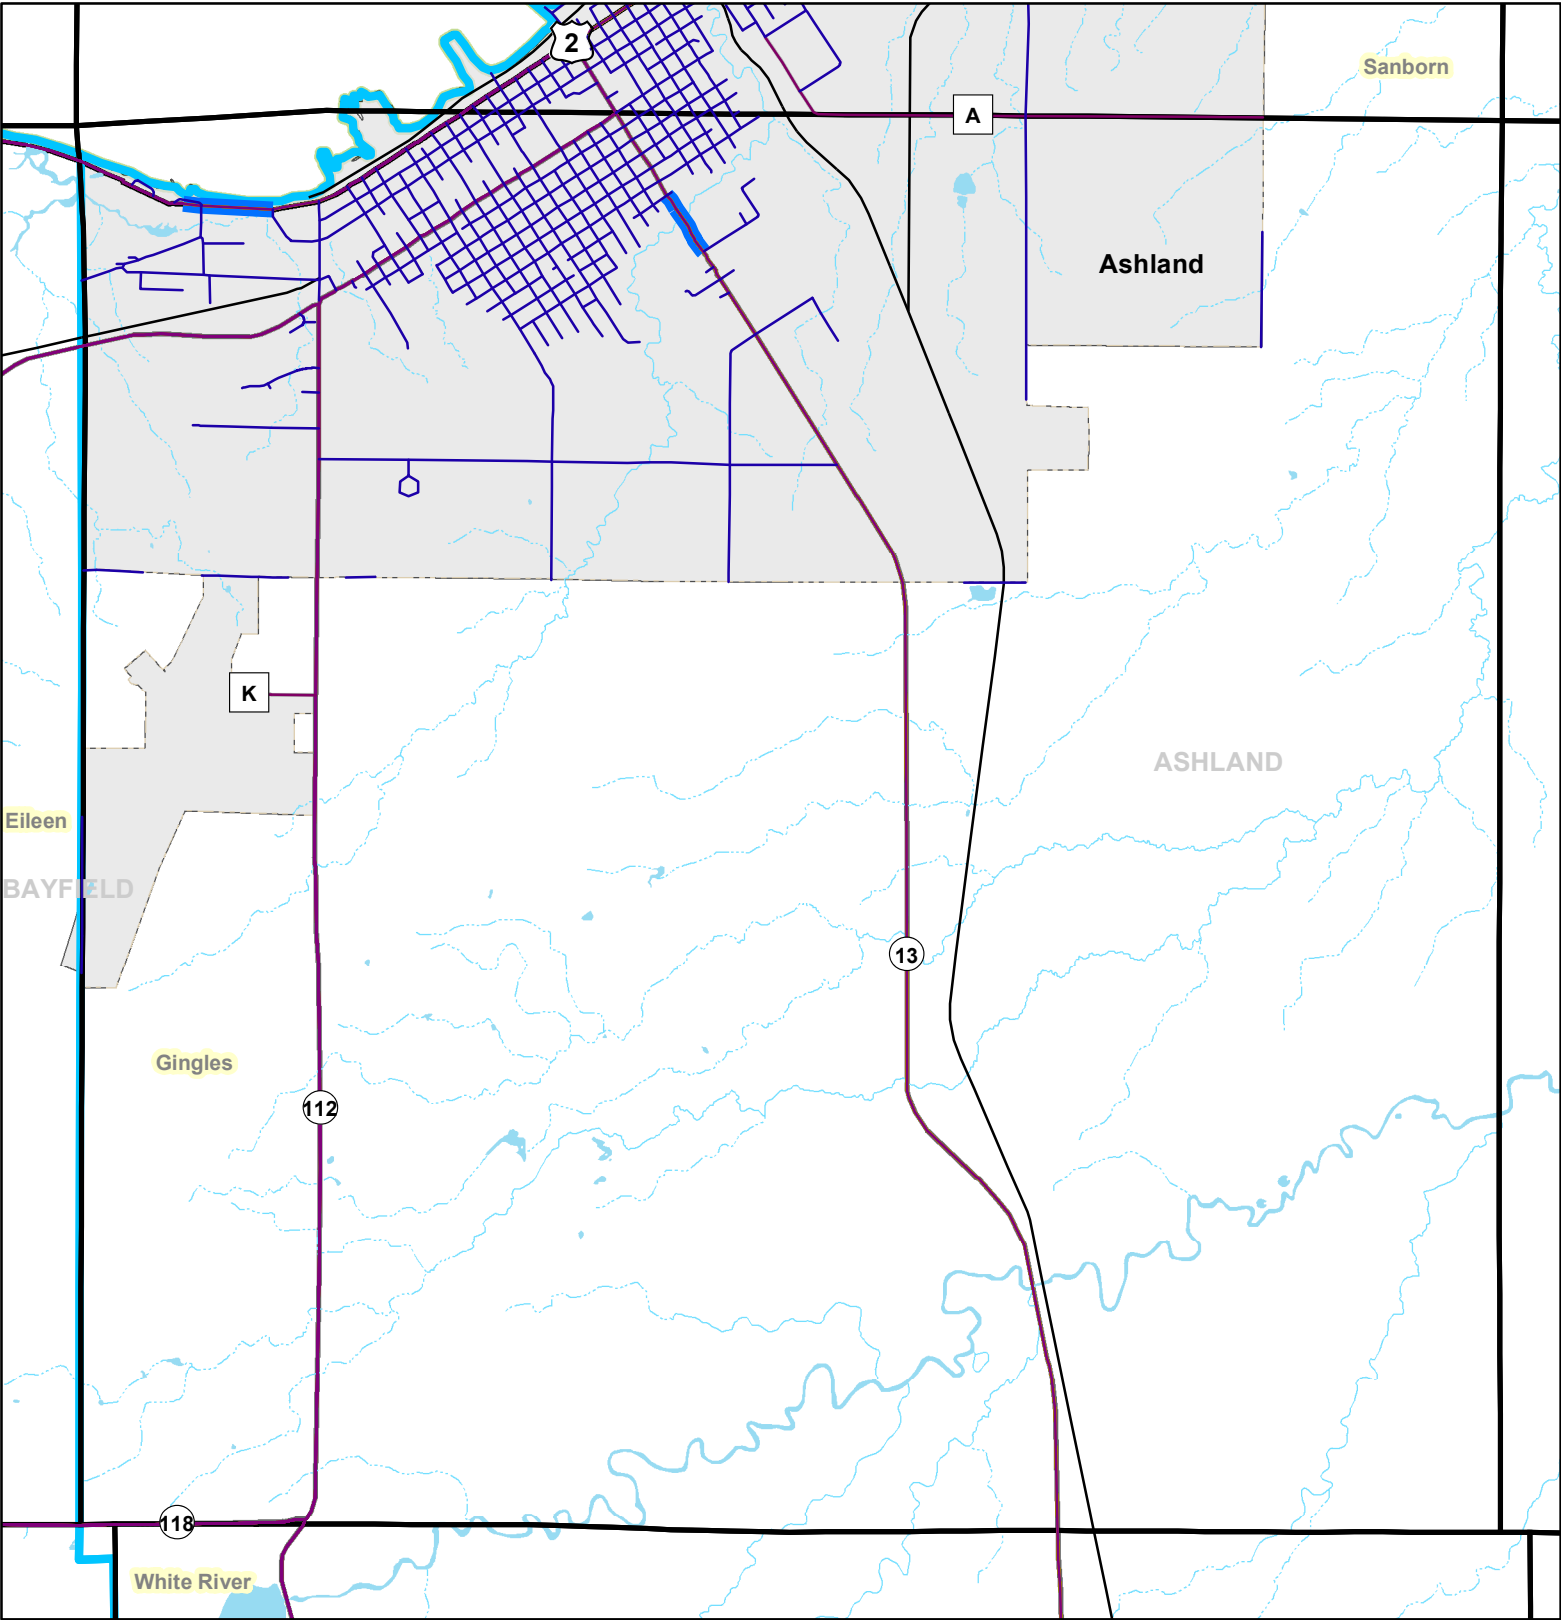 2
Sanborn
A
Ashland
K
ASHLAND
Eileen
BAYFIELD
13
Gingles
112
118
White River